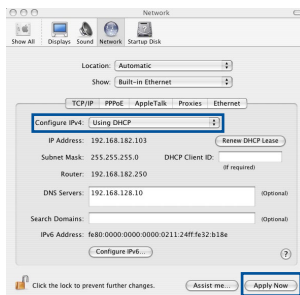 Network
Show All Displays Sound Network Startup Disk
Location: Automatic
Show: Built-in Ethernet
TCP/IP PPPoE AppleTalk Proxies Ethernet
Configure IPv4: Using DHCP
IP Address: 192.168.182.103 Renew DHCP Lease
Subnet Mask: 255.255.255.0 DHCP Client ID:
(If required)
Router: 192.168.182.250
DNS Servers: 192.168.128.10 (Optional)
Search Domains: (Optional)
IPv6 Address: fe80:0000:0000:0000:0211:24ff:fe32:b18e
Configure IPv6... ?
Click the lock to prevent further changes. Assist me... Apply Now